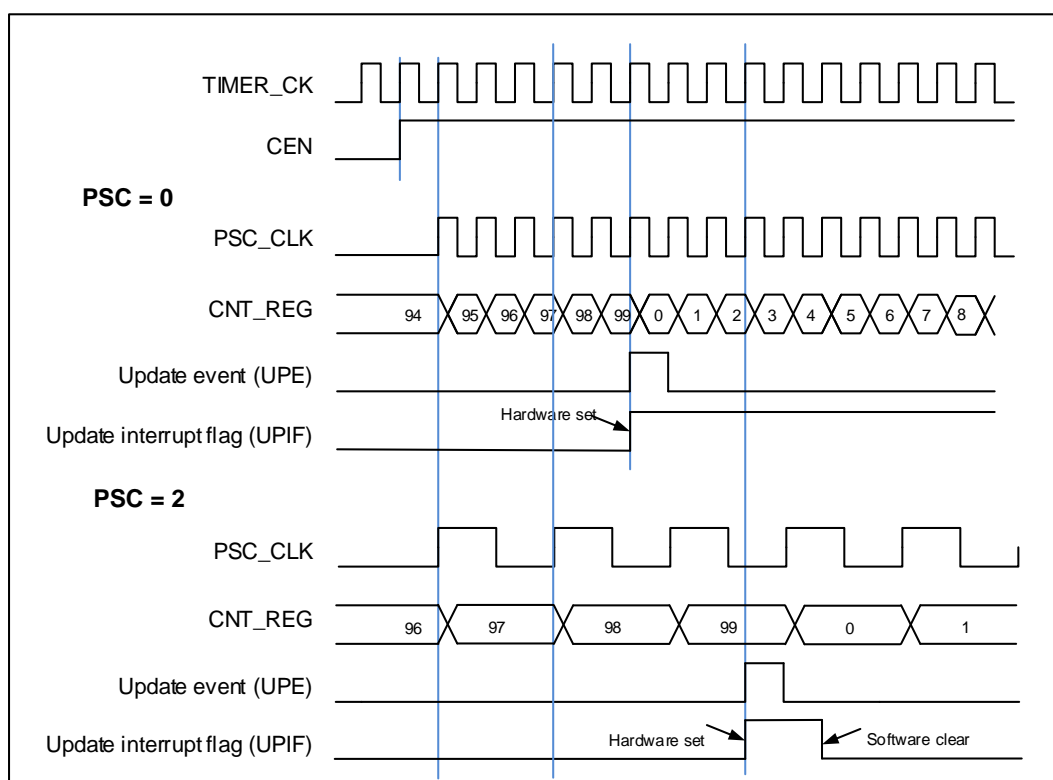 TIMER_CK
CEN
PSC = 0
PSC_CLK
CNT_REG 94 95 96 97 98 99 0 1 2 3 4 5 6 7 8
Update event (UPE)
Hardware set
Update interrupt flag (UPIF)
PSC = 2
PSC_CLK
CNT_REG 96 97 98 99 0 1
Update event (UPE)
Update interrupt flag (UPIF) Hardware set Software clear